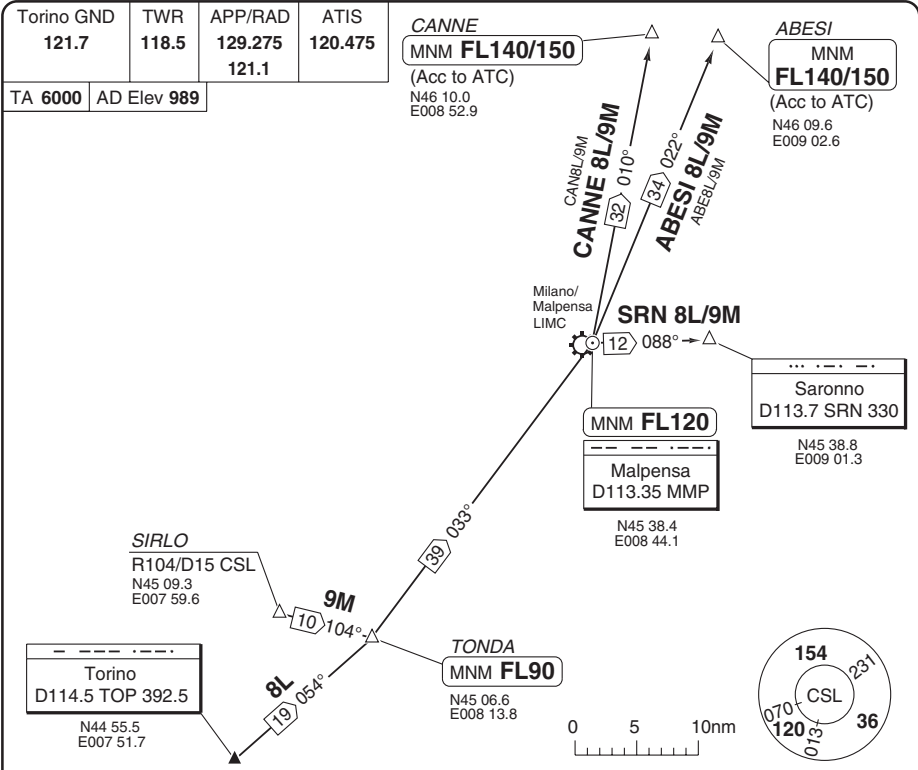 Torino GND
121.7
TWR
118.5
APP/RAD
129.275
121.1
ATIS
120.475
TA 6000
AD Elev 989
CANNE
MNM FL140/150
(Acc to ATC)
N46 10.0
E008 52.9
ABESI
MNM
FL140/150
(Acc to ATC)
N46 09.6
E009 02.6
CAN8L/9M
CANNE 8L/9M
32 010°
34 022°
ABESI 8L/9M
ABE8L/9M
Milano/
Malpensa
LIMC
SRN 8L/9M
12 088°
Saronno
D113.7 SRN 330
N45 38.8
E009 01.3
MNM FL120
Malpensa
D113.35 MMP
N45 38.4
E008 44.1
39 033°
SIRLO
R104/D15 CSL
N45 09.3
E007 59.6
9M
10 104°
TONDA
MNM FL90
N45 06.6
E008 13.8
Torino
D114.5 TOP 392.5
N44 55.5
E007 51.7
8L
19 054°
0 5 10nm
154
231
CSL
070
120
013
36